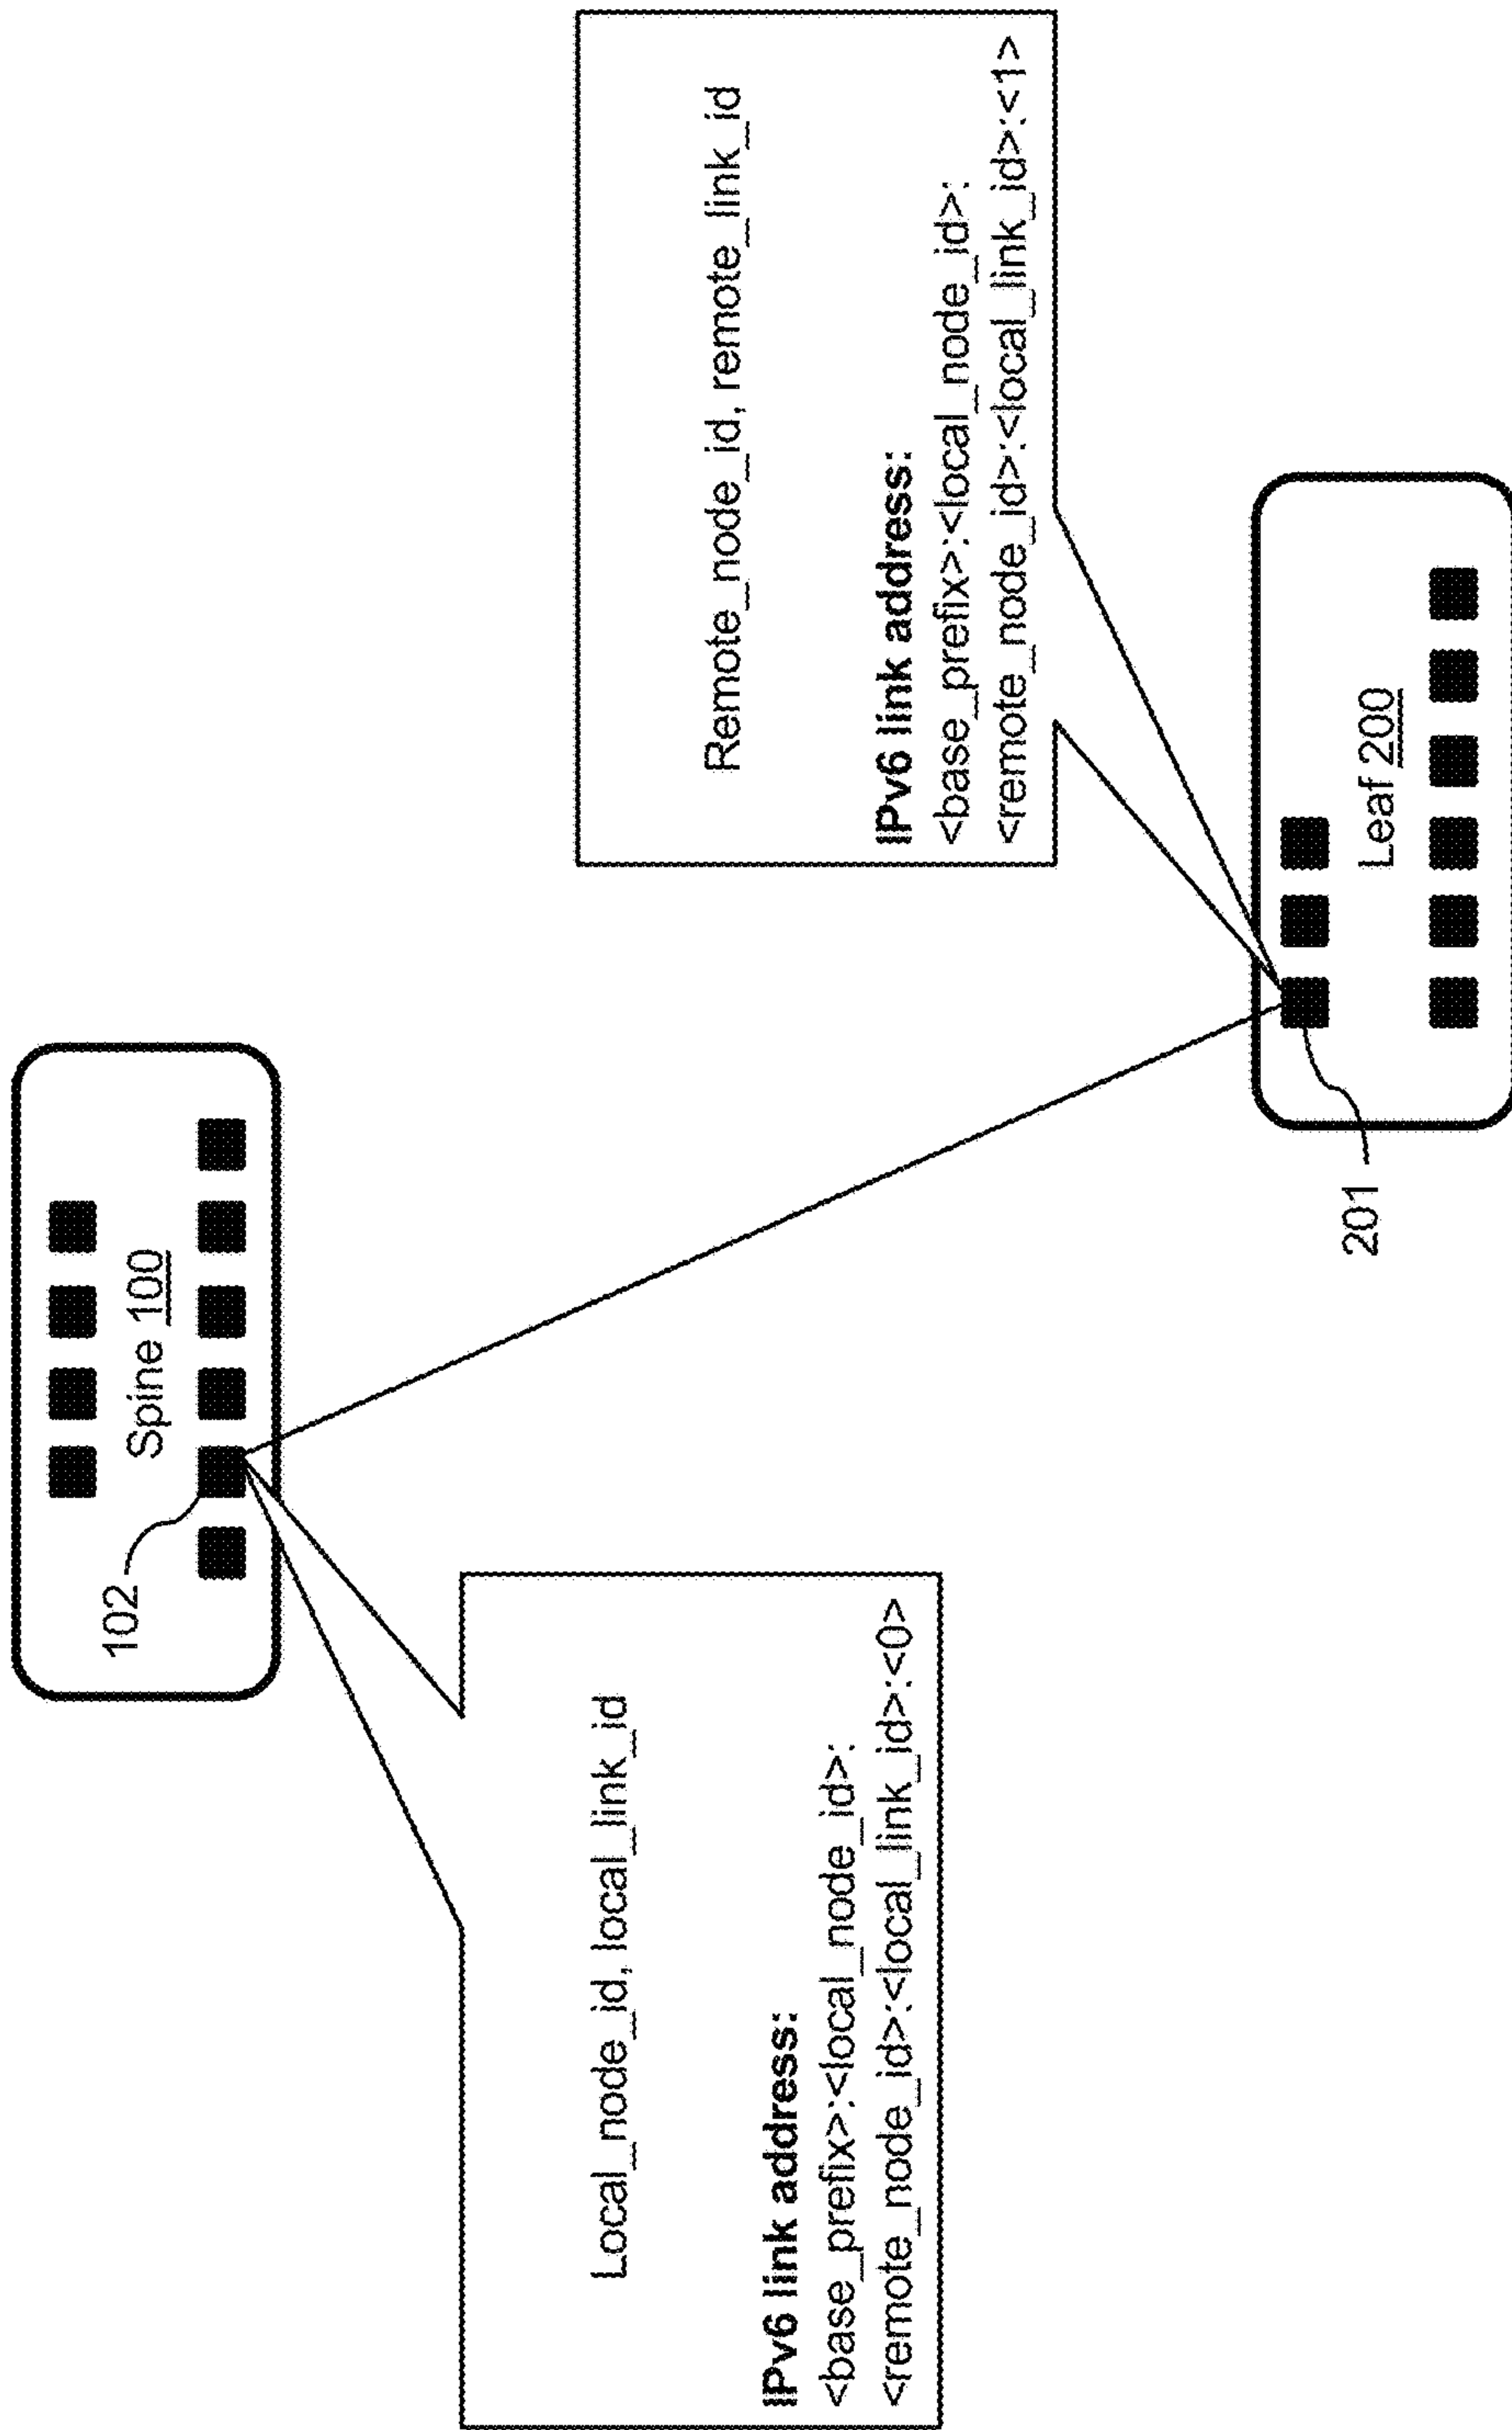 Spine 100
102
Local_node_id, local_link_id
IPv6 link address:
<base_prefix>:<local_node_id>:
<remote_node_id>:<local_link_id>:<0>
Remote_node_id, remote_link_id
IPv6 link address:
<base_prefix>:<local_node_id>:
<remote_node_id>:<local_link_id>:<1>
Leaf 200
201